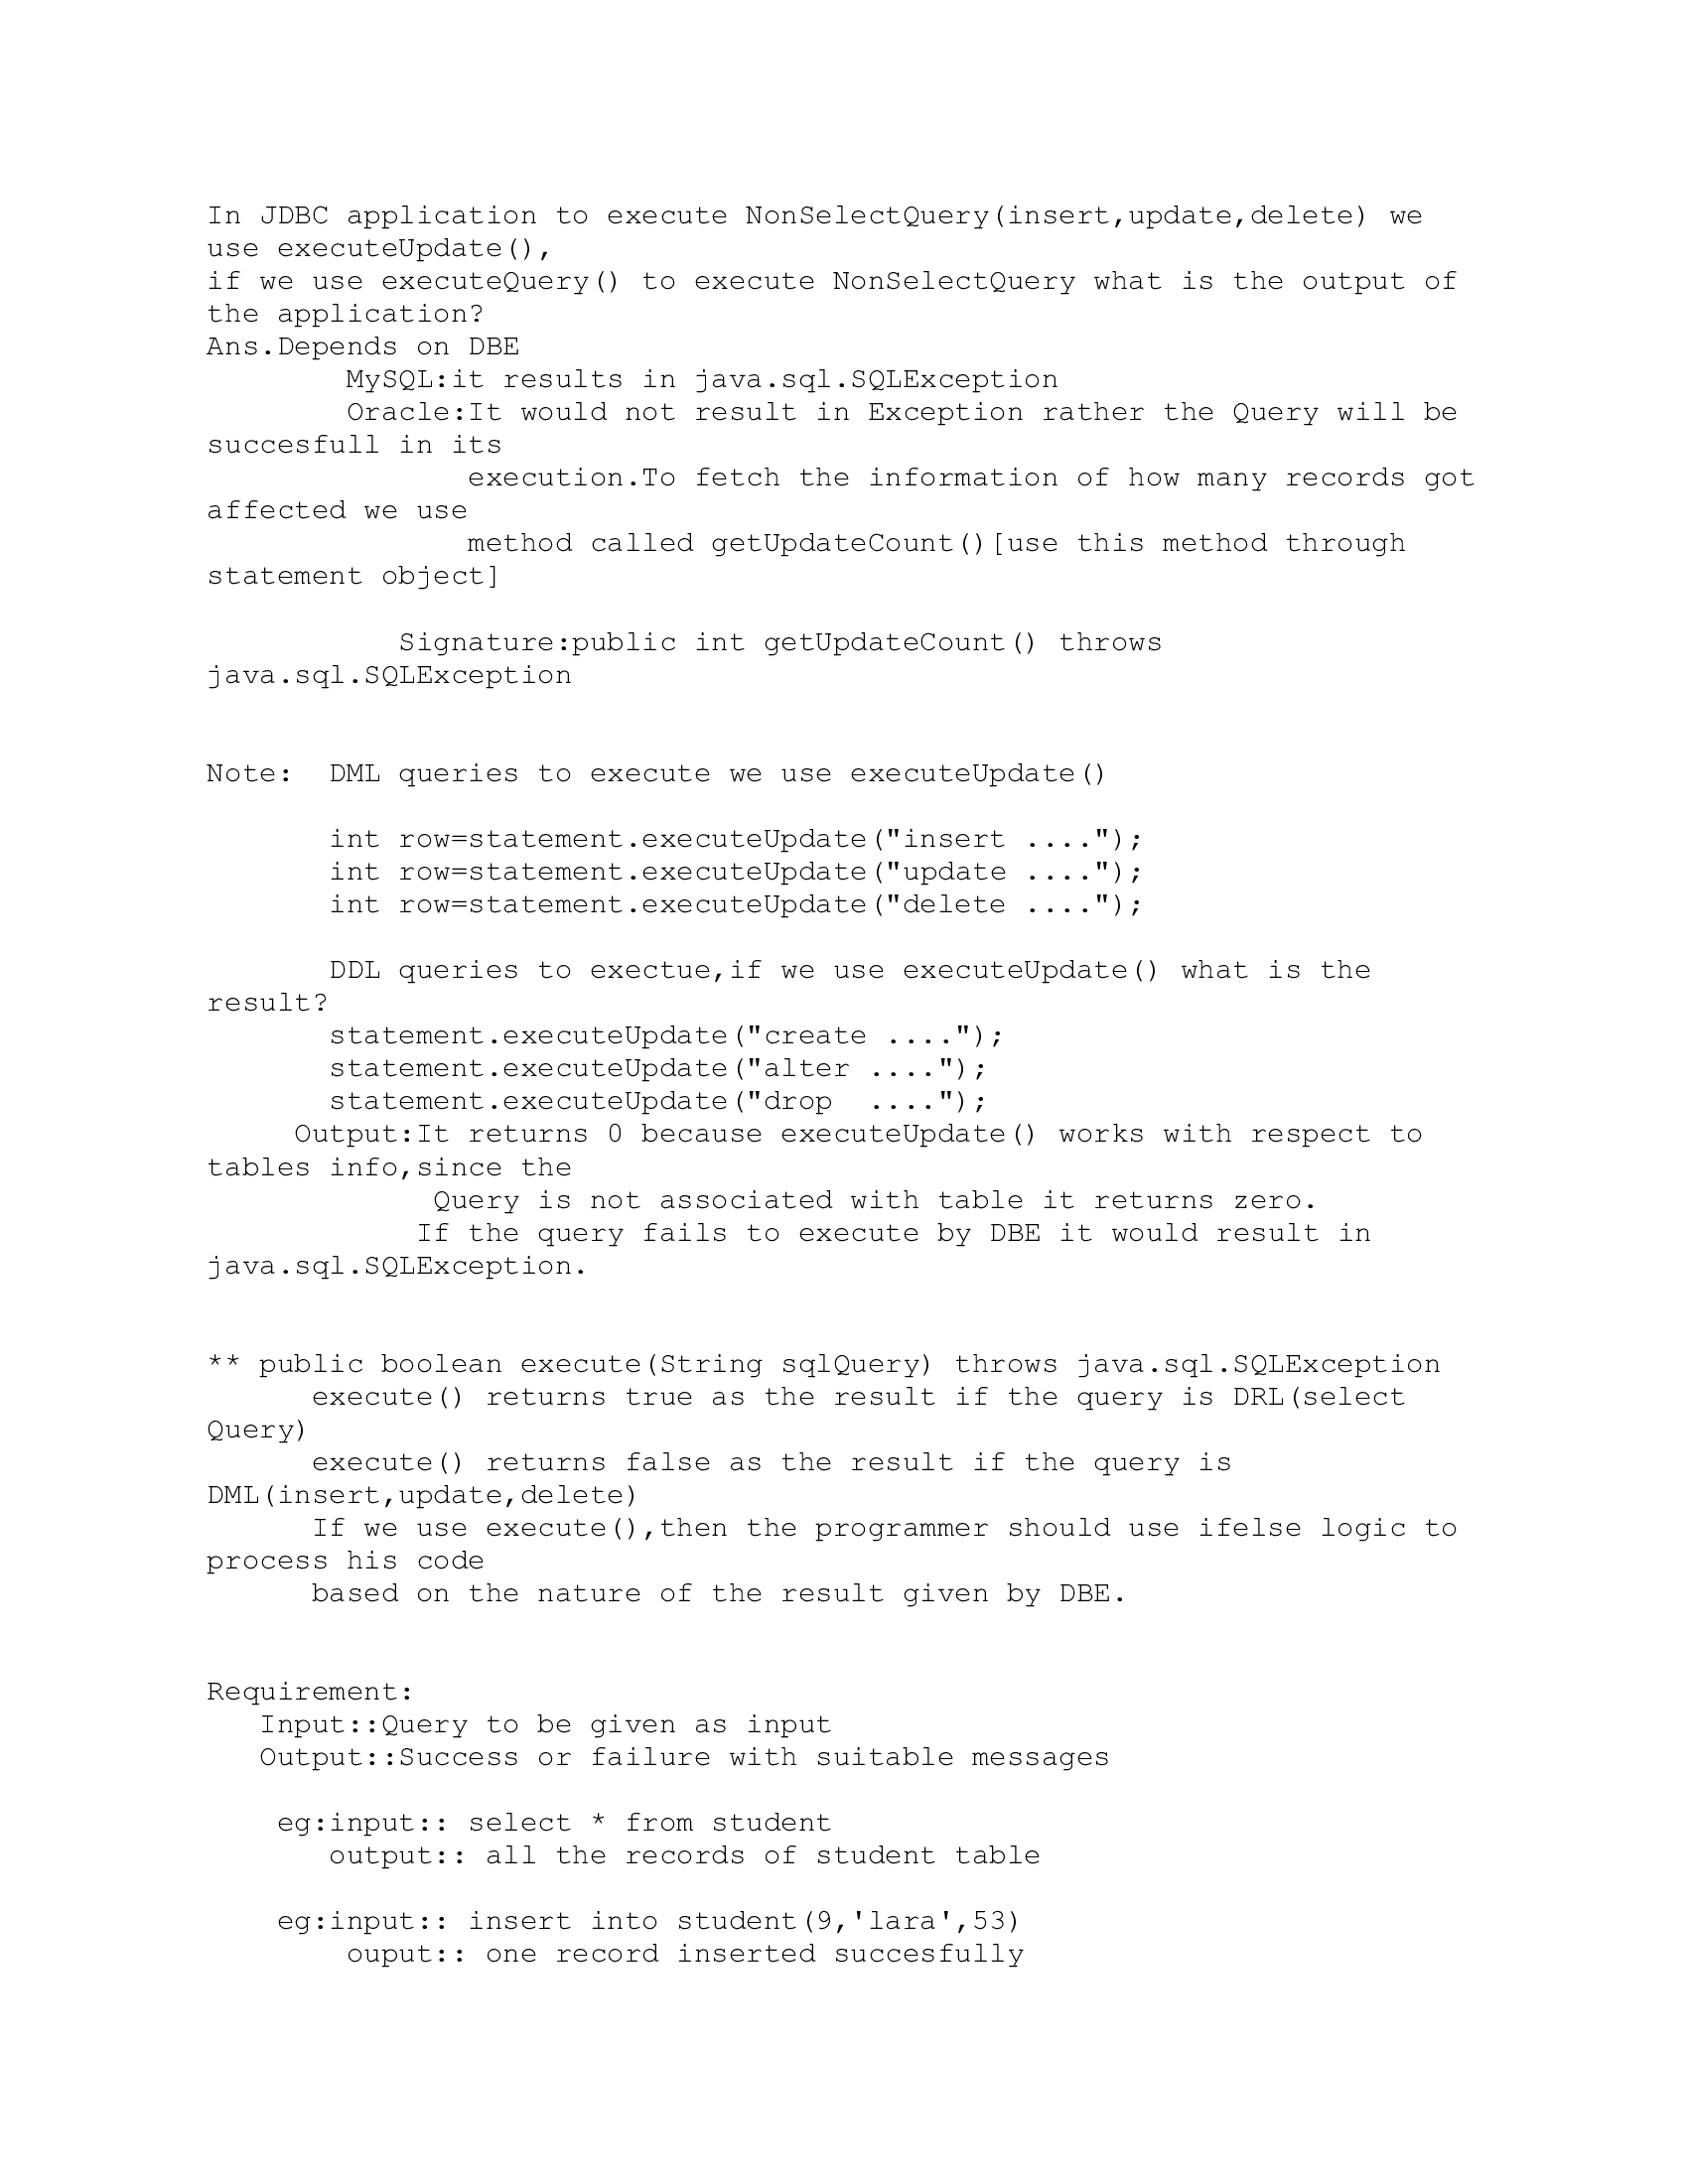 In JDBC application to execute NonSelectQuery(insert,update,delete) we
use executeUpdate(),
if we use executeQuery() to execute NonSelectQuery what is the output of
the application?
Ans.Depends on DBE
        MySQL:it results in java.sql.SQLException
        Oracle:It would not result in Exception rather the Query will be
succesfull in its
               execution.To fetch the information of how many records got
affected we use
               method called getUpdateCount()[use this method through
statement object]

           Signature:public int getUpdateCount() throws
java.sql.SQLException


Note:  DML queries to execute we use executeUpdate()

       int row=statement.executeUpdate("insert ....");
       int row=statement.executeUpdate("update ....");
       int row=statement.executeUpdate("delete ....");

       DDL queries to exectue,if we use executeUpdate() what is the
result?
       statement.executeUpdate("create ....");
       statement.executeUpdate("alter ....");
       statement.executeUpdate("drop  ....");
     Output:It returns 0 because executeUpdate() works with respect to
tables info,since the
             Query is not associated with table it returns zero.
            If the query fails to execute by DBE it would result in
java.sql.SQLException.


** public boolean execute(String sqlQuery) throws java.sql.SQLException
      execute() returns true as the result if the query is DRL(select
Query)
      execute() returns false as the result if the query is
DML(insert,update,delete)
      If we use execute(),then the programmer should use ifelse logic to
process his code
      based on the nature of the result given by DBE.


Requirement:
   Input::Query to be given as input
   Output::Success or failure with suitable messages

    eg:input:: select * from student
       output:: all the records of student table

    eg:input:: insert into student(9,'lara',53)
        ouput:: one record inserted succesfully